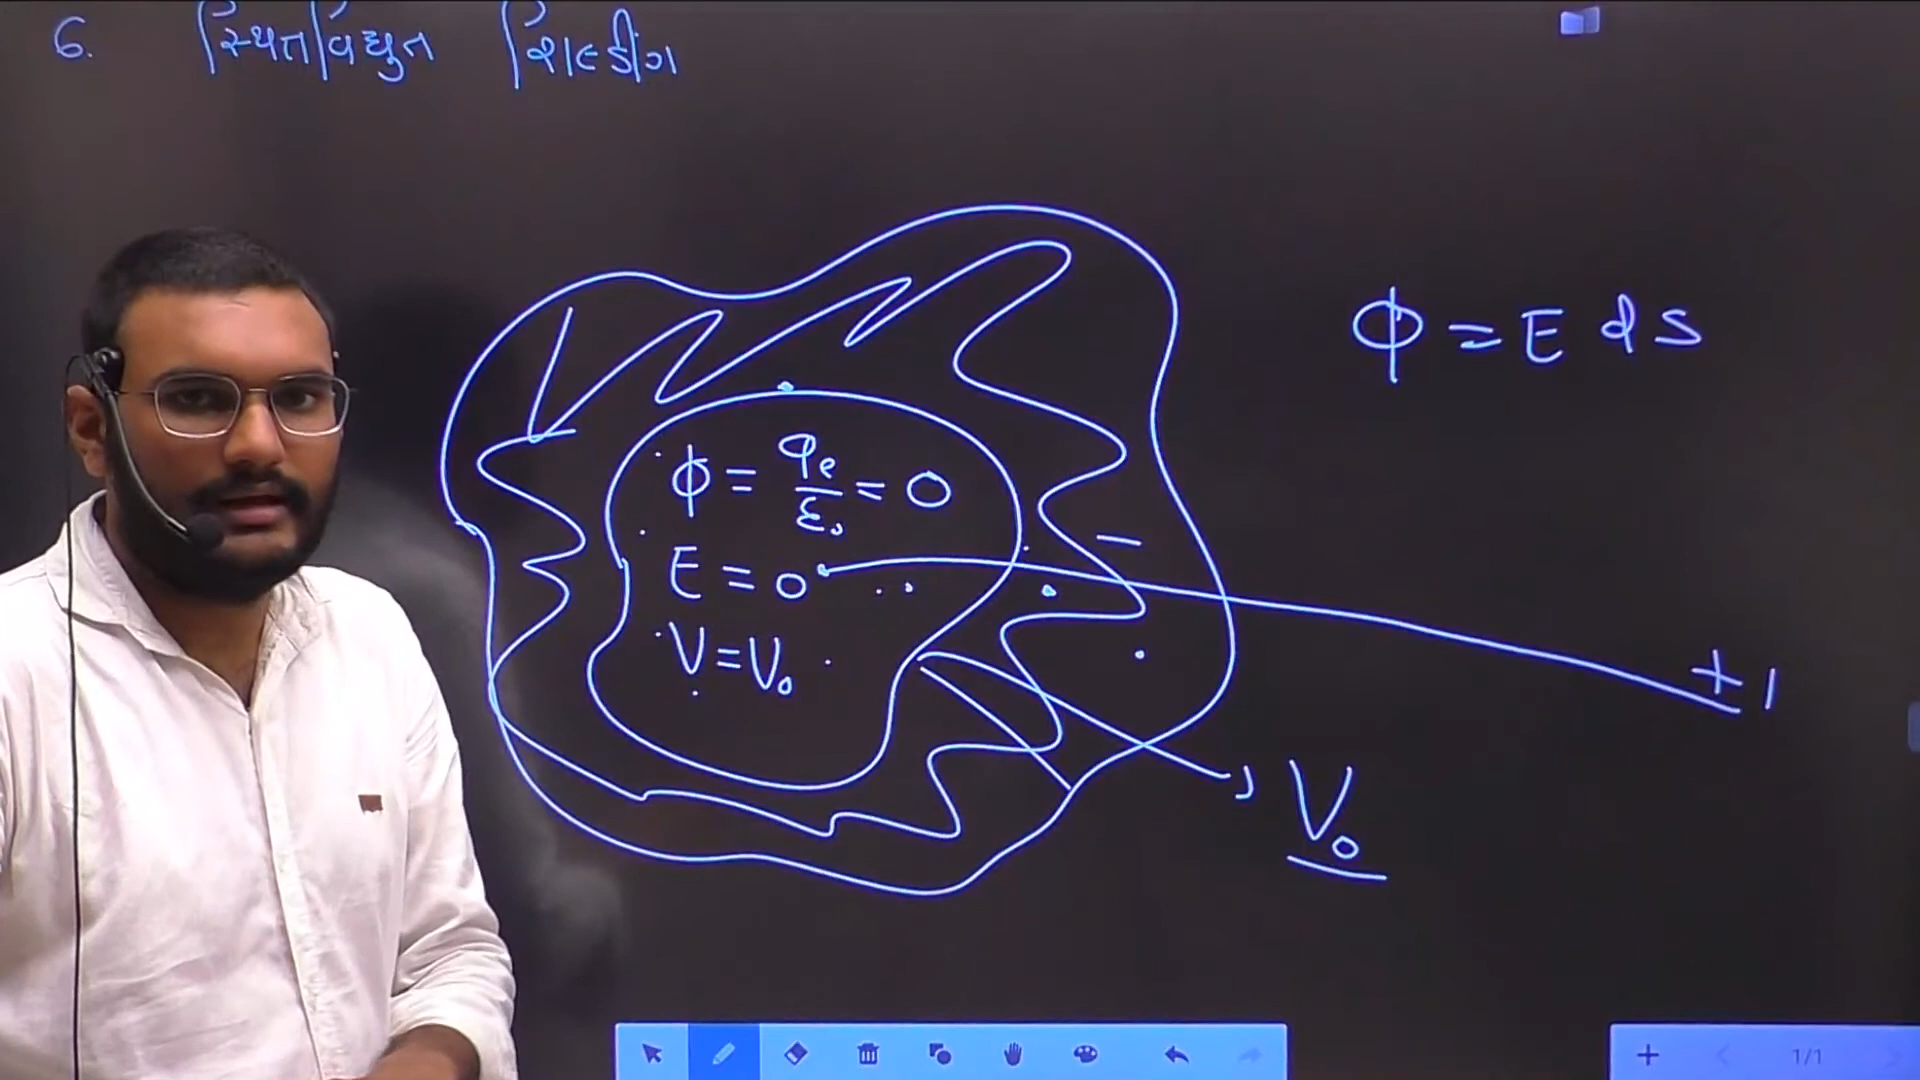 6. સ્થિતવિદ્યુત શિલ્ડીંગ
ϕ = E ds
ϕ = qe/ε₀ = 0
E = 0
V = V₀
+1
V₀
1/1